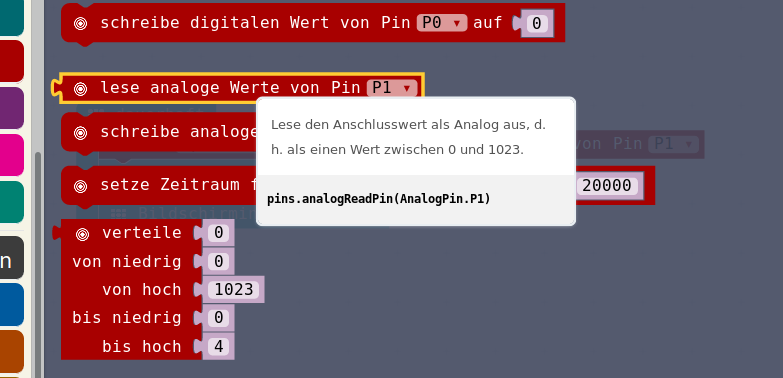 schreibe digitalen Wert von Pin P0 ▾ auf 0
lese analoge Werte von Pin P1 ▾
schreibe analoge
von Pin P1 ▾
Lese den Anschlusswert als Analog aus, d.
h. als einen Wert zwischen 0 und 1023.
setze Zeitraum 20000
pins.analogReadPin(AnalogPin.P1)
Bildschirmin
verteile 0
n
von niedrig 0
von hoch 1023
bis niedrig 0
bis hoch 4